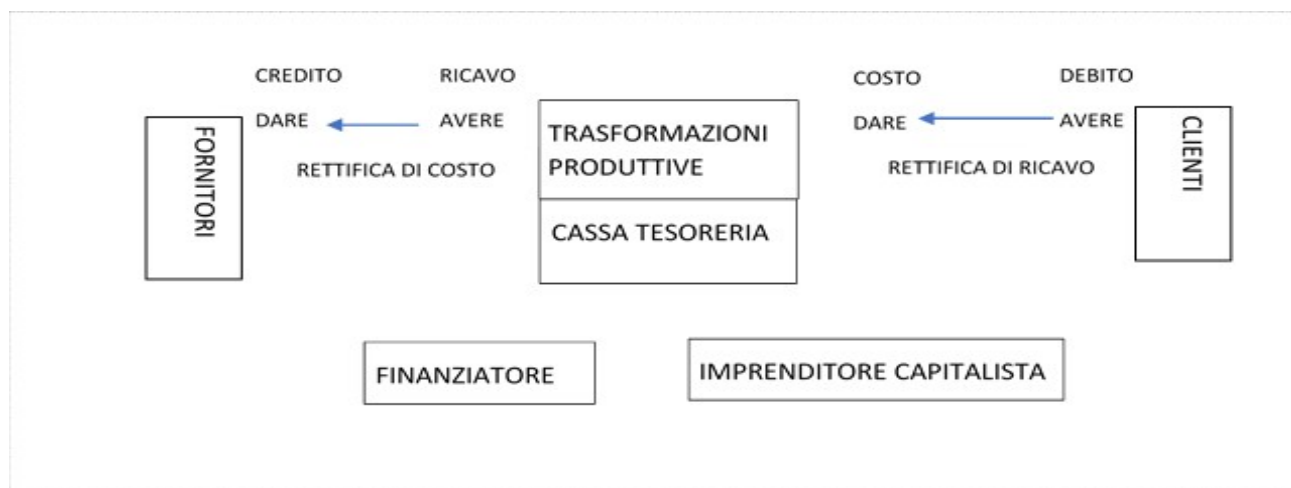 CREDITO RICAVO
DARE AVERE
RETTIFICA DI COSTO
FORNITORI
TRASFORMAZIONI
PRODUTTIVE
CASSA TESORERIA
COSTO DEBITO
DARE AVERE
RETTIFICA DI RICAVO
CLIENTI
FINANZIATORE
IMPRENDITORE CAPITALISTA